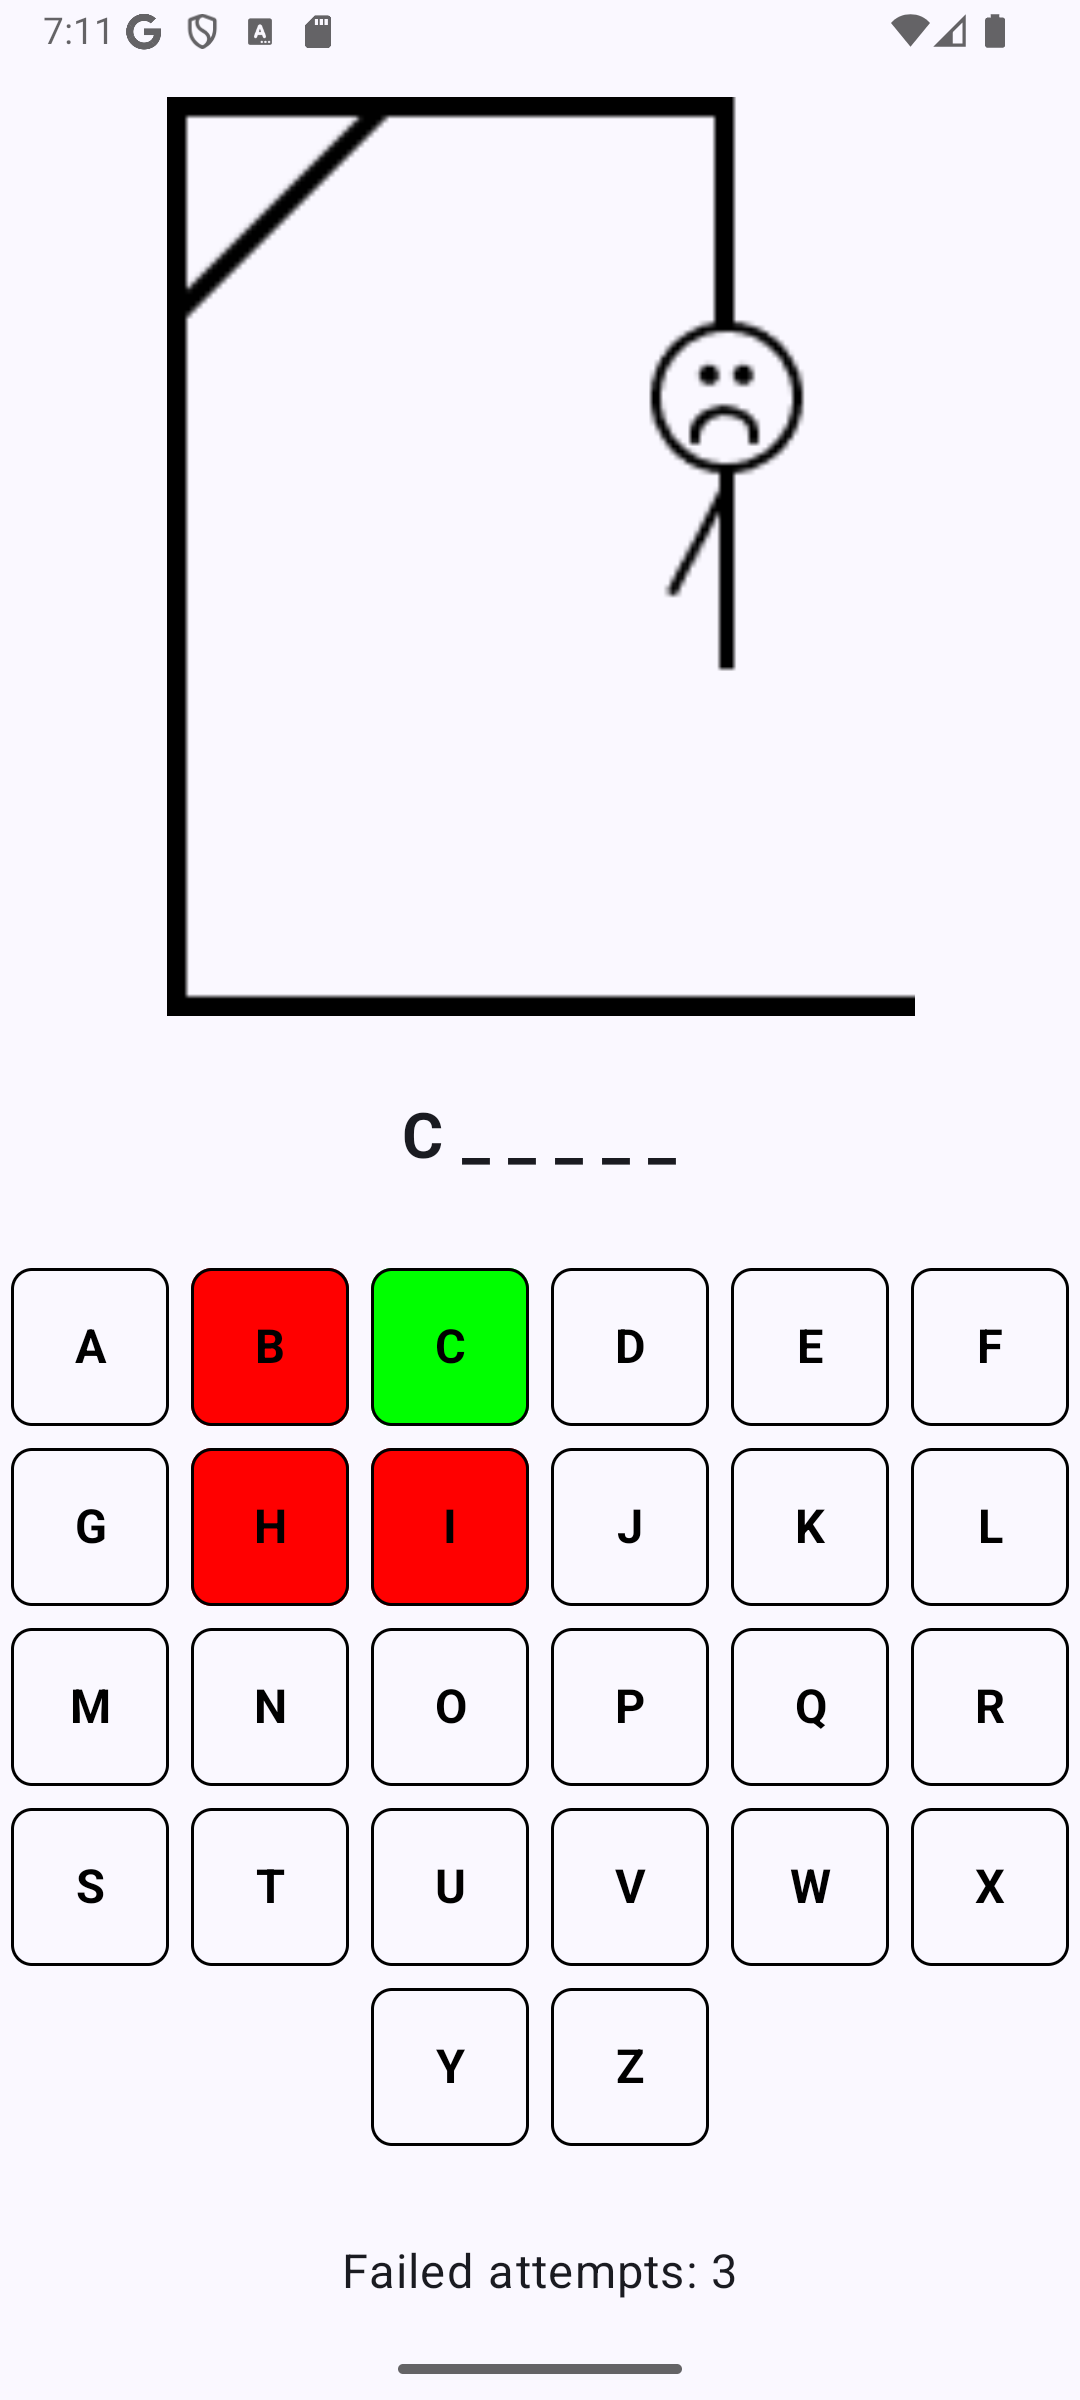 7:11
C _ _ _ _ _
A B C D E F
G H I J K L
M N O P Q R
S T U V W X
Y Z
Failed attempts: 3